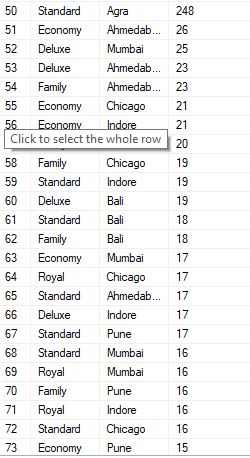 50 Standard Agra 248
51 Economy Ahmedab... 26
52 Deluxe Mumbai 25
53 Deluxe Ahmedab... 23
54 Family Ahmedab... 23
55 Economy Chicago 21
56 Economy Indore 21
Click to select the whole row 20
58 Family Chicago 19
59 Standard Indore 19
60 Deluxe Bali 19
61 Standard Bali 18
62 Family Bali 18
63 Economy Mumbai 17
64 Royal Chicago 17
65 Standard Ahmedab... 17
66 Deluxe Indore 17
67 Standard Pune 17
68 Standard Mumbai 16
69 Royal Mumbai 16
70 Family Pune 16
71 Royal Indore 16
72 Standard Chicago 16
73 Economy Pune 15